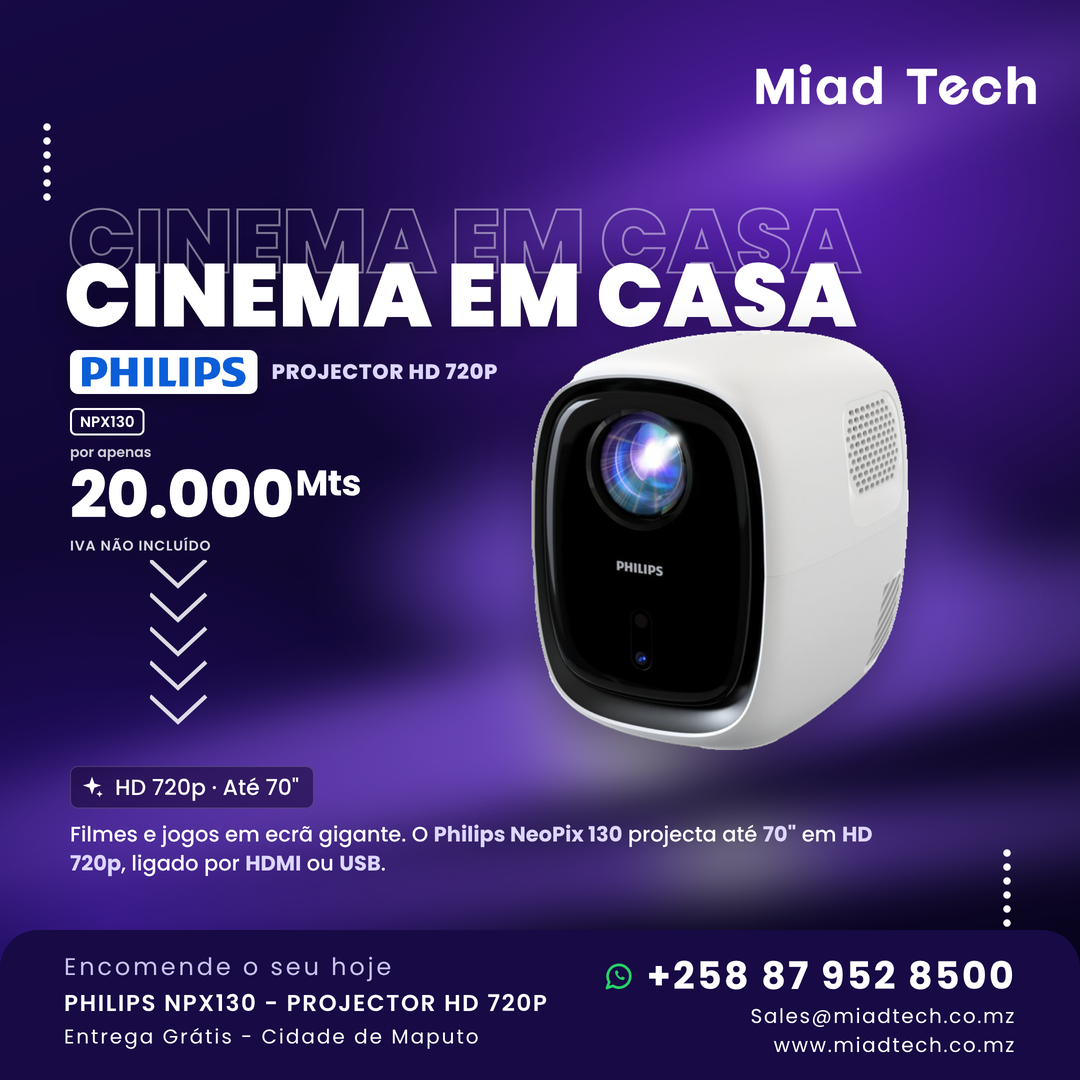 Miad Tech
CINEMA EM CASA
CINEMA EM CASA
PHILIPS PROJECTOR HD 720P
NPX130
por apenas
20.000Mts
IVA NÃO INCLUÍDO
PHILIPS
HD 720p · Até 70"
Filmes e jogos em ecrã gigante. O Philips NeoPix 130 projecta até 70" em HD
720p, ligado por HDMI ou USB.
Encomende o seu hoje
PHILIPS NPX130 - PROJECTOR HD 720P
Entrega Grátis - Cidade de Maputo
+258 87 952 8500
Sales@miadtech.co.mz
www.miadtech.co.mz